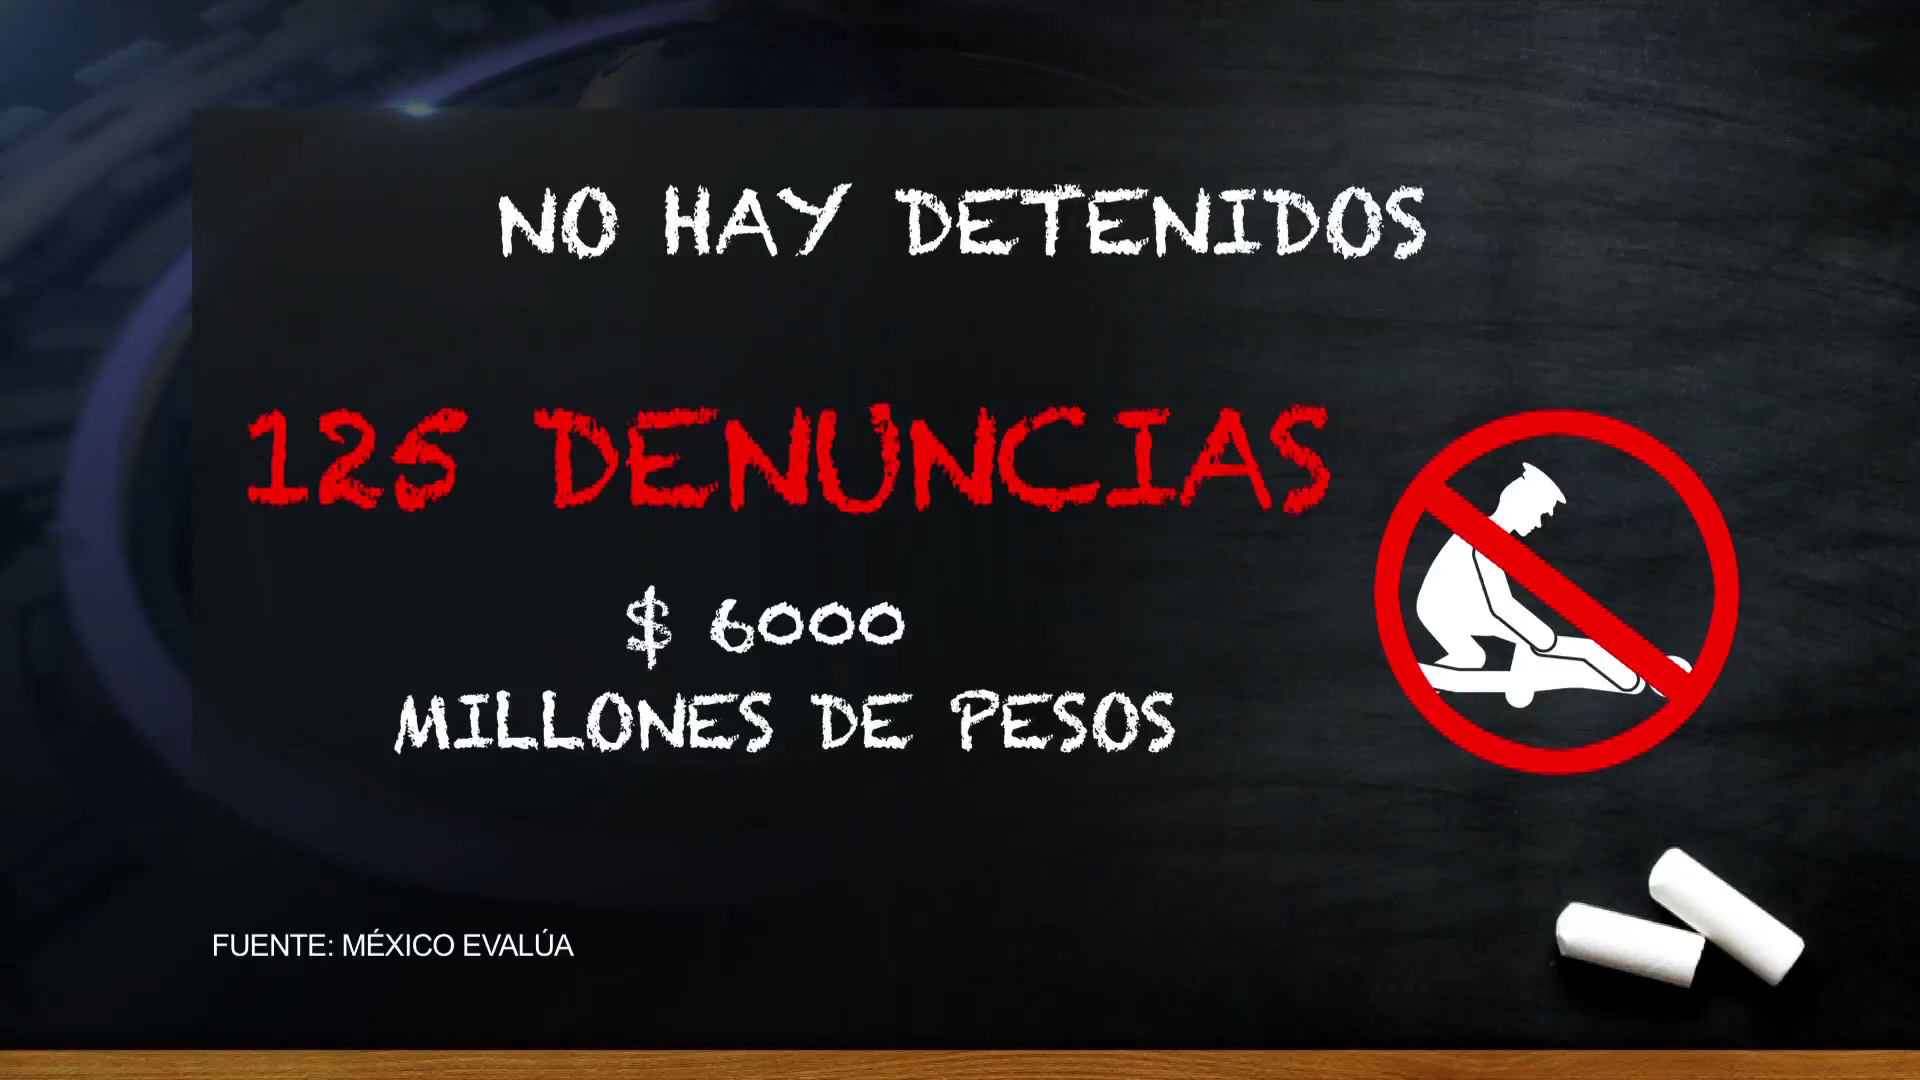 NO HAY DETENIDOS
125 DENUNCIAS
$ 6000
MILLONES DE PESOS
FUENTE: MÉXICO EVALÚA